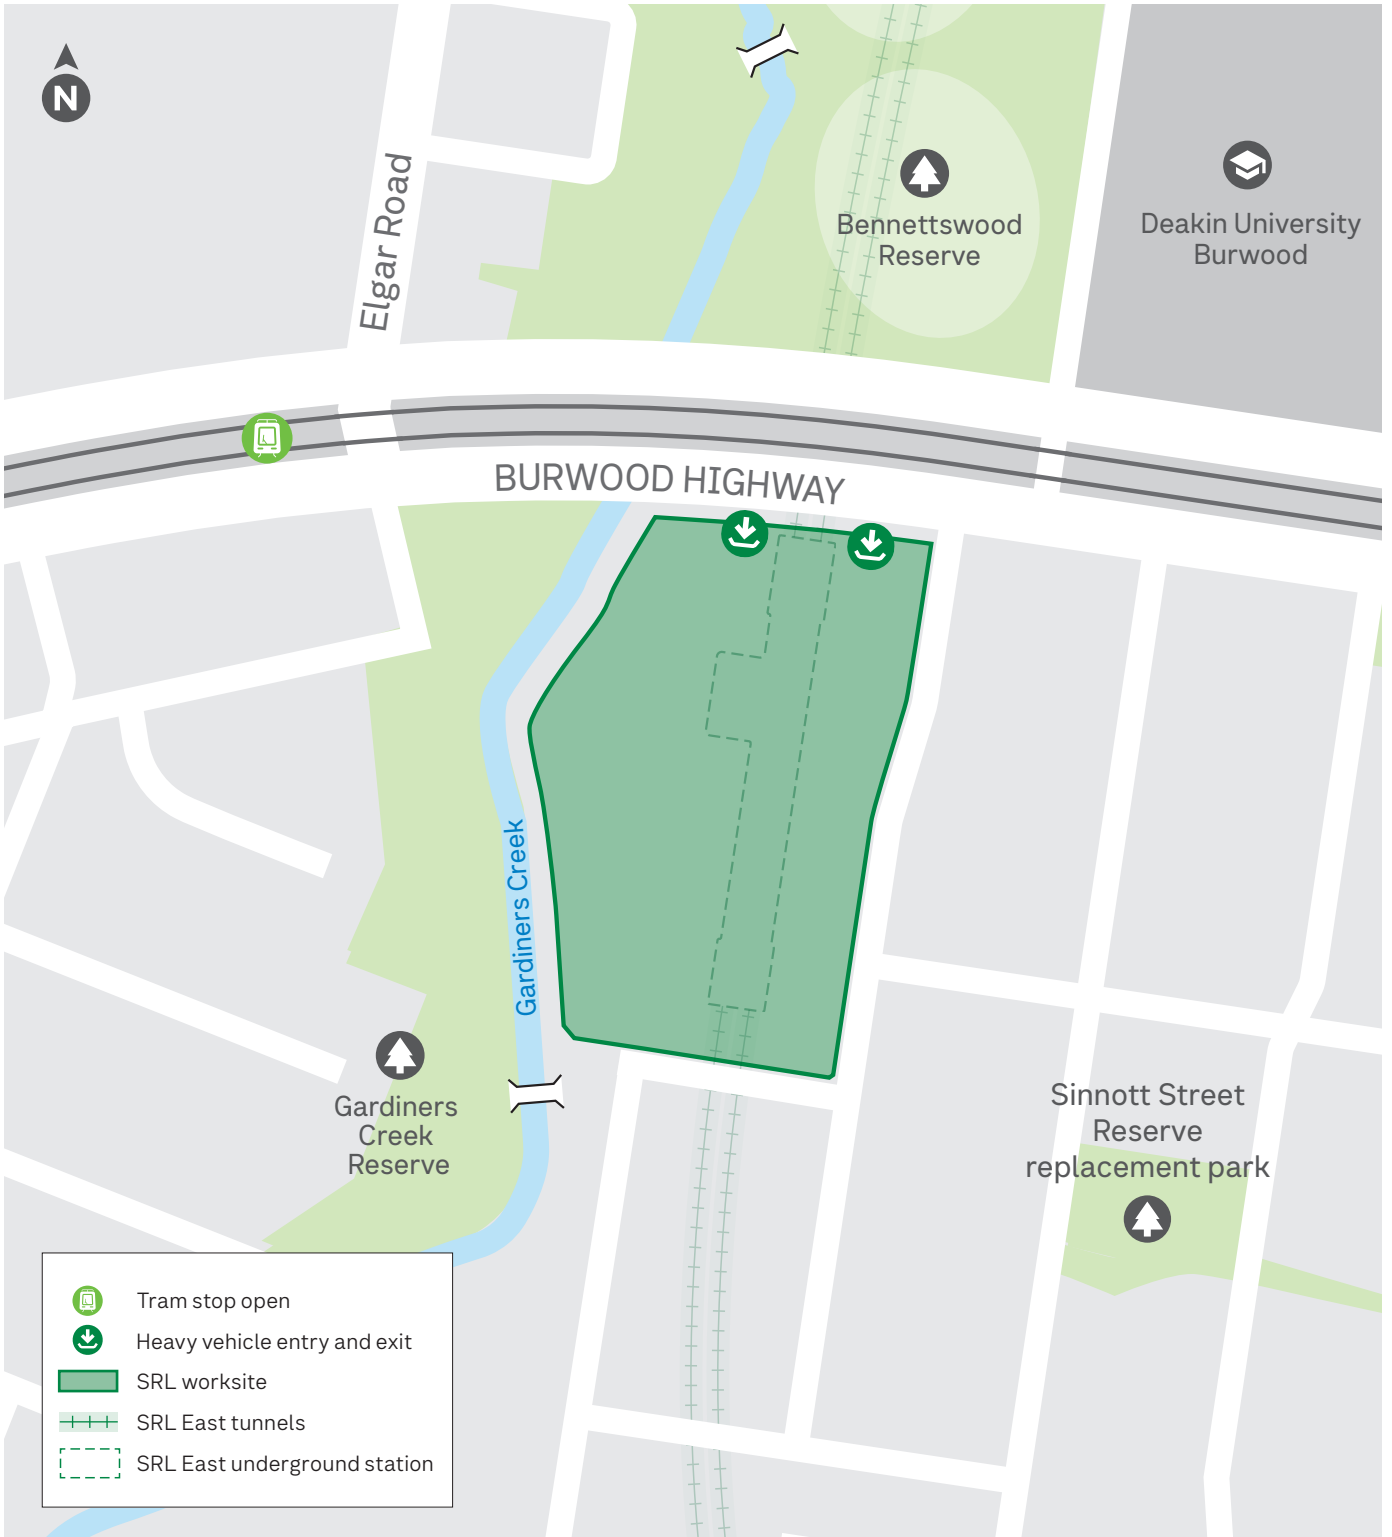 N
Elgar Road
Bennettswood
Reserve
Deakin University
Burwood
BURWOOD HIGHWAY
Gardiners Creek
Gardiners
Creek
Reserve
Sinnott Street
Reserve
replacement park
Tram stop open
Heavy vehicle entry and exit
SRL worksite
SRL East tunnels
SRL East underground station